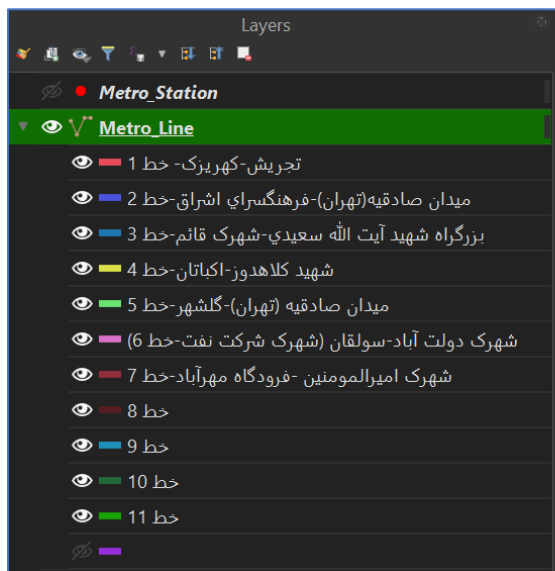 Layers
Metro_Station
Metro_Line
تجریش-کهریزک- خط 1
میدان صادقیه(تهران)-فرهنگسراي اشراق-خط 2
بزرگراه شهید آیت الله سعیدي-شهرک قائم-خط 3
شهید کلاهدوز-اکباتان-خط 4
میدان صادقیه (تهران)-گلشهر-خط 5
شهرک دولت آباد-سولقان (شهرک شرکت نفت-خط 6)
شهرک امیرالمومنین -فرودگاه مهرآباد-خط 7
خط 8
خط 9
خط 10
خط 11